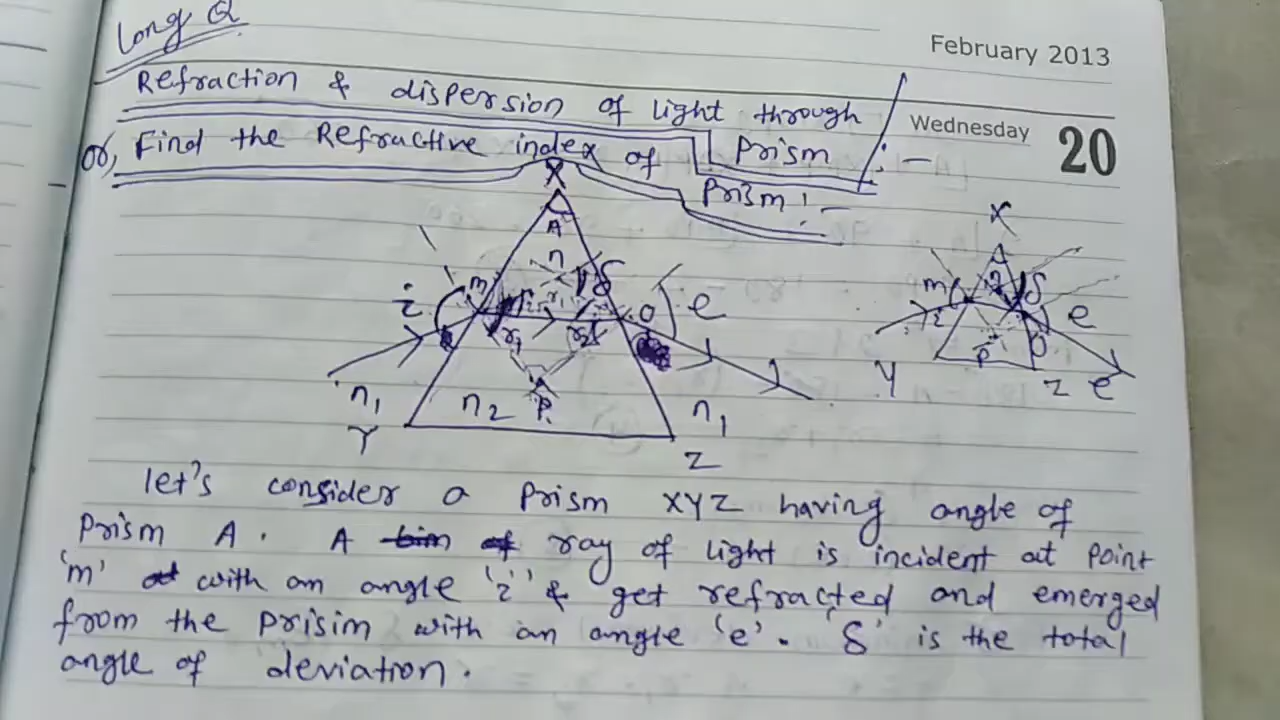 Long Q
February 2013
Refraction & dispersion of light through
Prism :-
Wednesday 20
Or, Find the Refractive index of
Prism :-
X
A
n
m
i
δ
r1
r2
O
e
P
n1
n2
n1
Y
Z
X
m
n
δ
i
e
P
O
Y
Z
e
let's consider a Prism XYZ having angle of
Prism A. A bim of ray of light is incident at point
'm' at with an angle 'i' & get refracted and emerged
from the prisim with an angle 'e'. 'δ' is the total
angle of deviation.